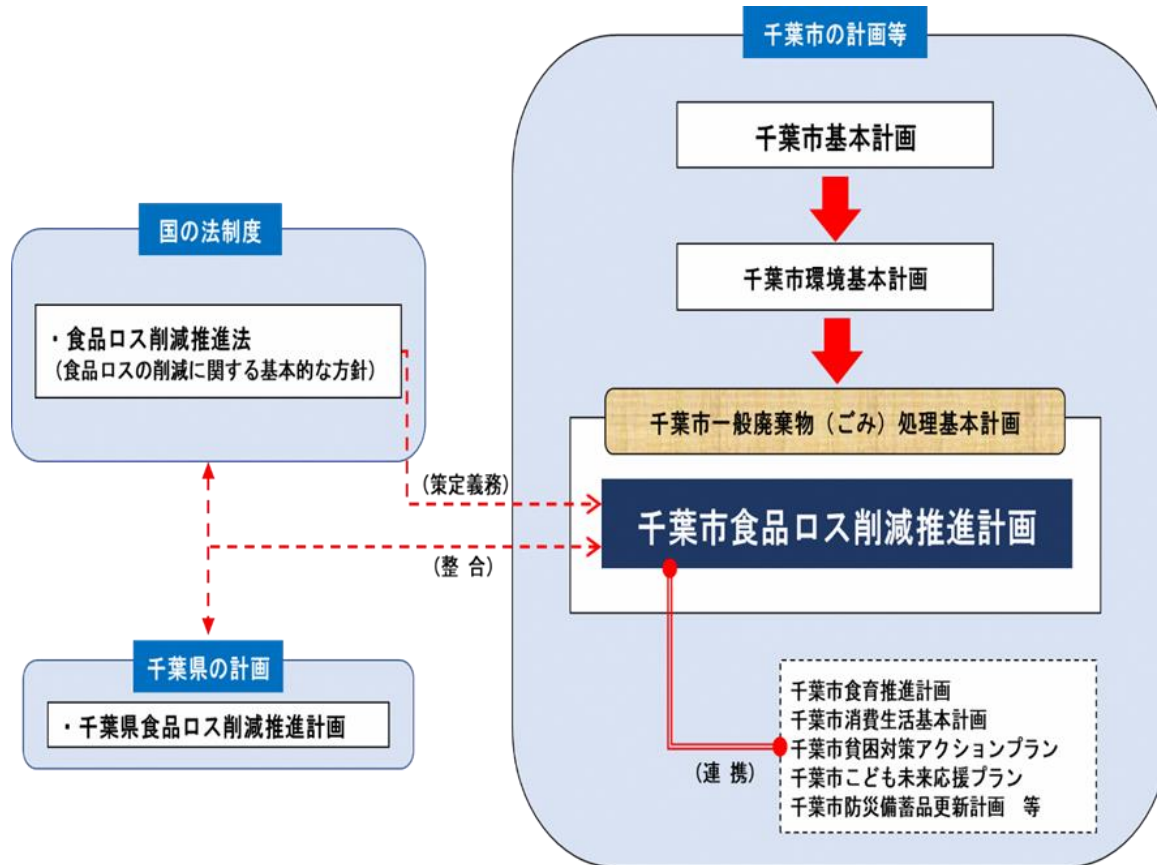 千葉市の計画等
千葉市基本計画
国の法制度
千葉市環境基本計画
・食品ロス削減推進法
（食品ロスの削減に関する基本的な方針）
千葉市一般廃棄物（ごみ）処理基本計画
（策定義務）
千葉市食品ロス削減推進計画
（整 合）
千葉県の計画
・千葉県食品ロス削減推進計画
千葉市食育推進計画
千葉市消費生活基本計画
千葉市貧困対策アクションプラン
（連 携）
千葉市こども未来応援プラン
千葉市防災備蓄品更新計画　等